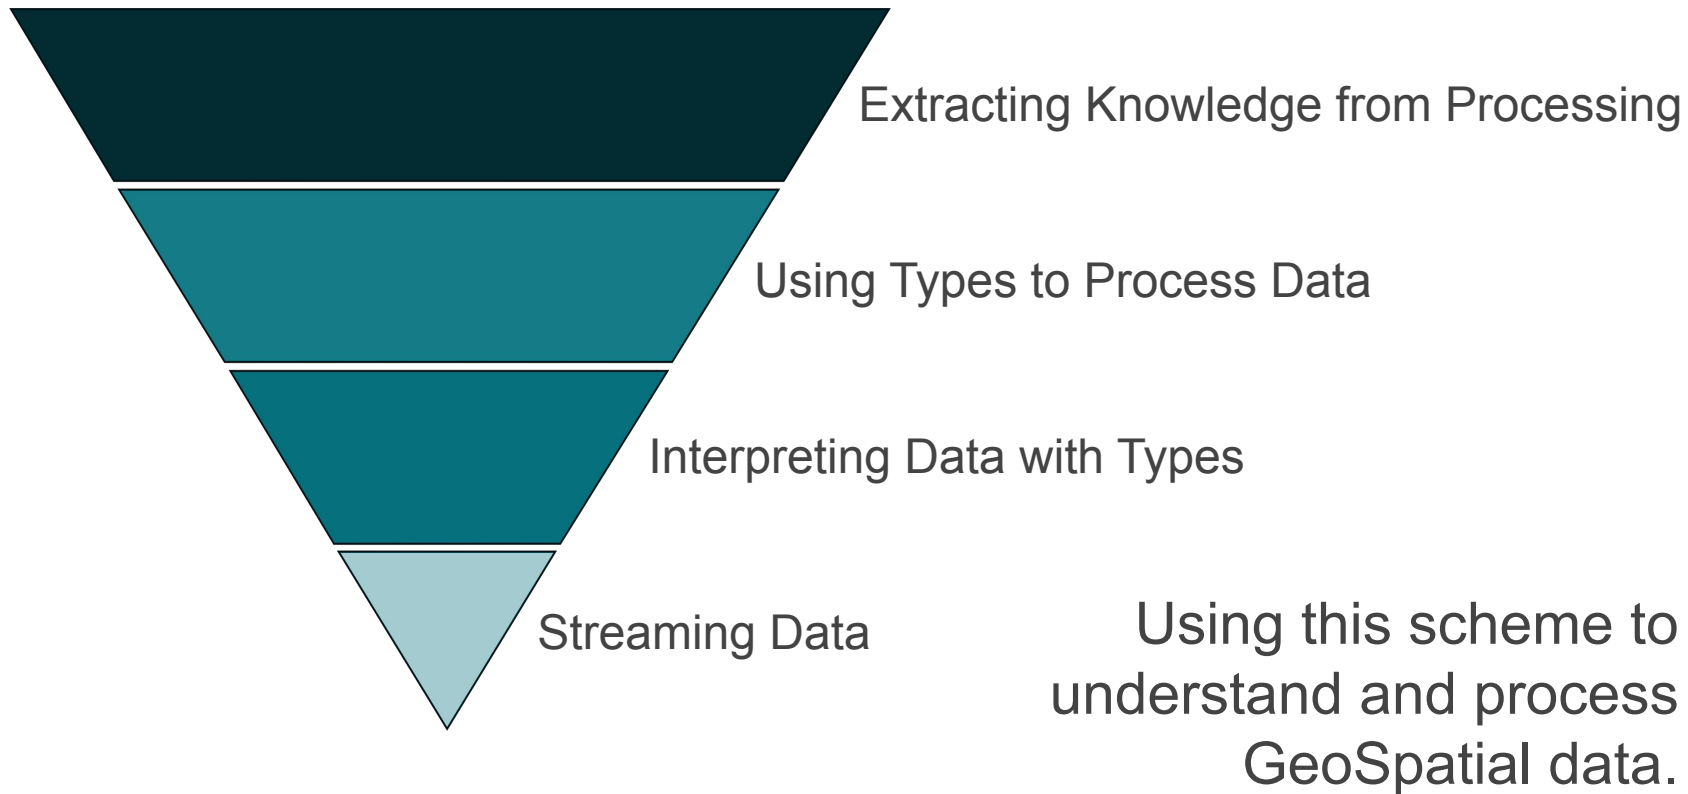 Extracting Knowledge from Processing
Using Types to Process Data
Interpreting Data with Types
Streaming Data
Using this scheme to
understand and process
GeoSpatial data.